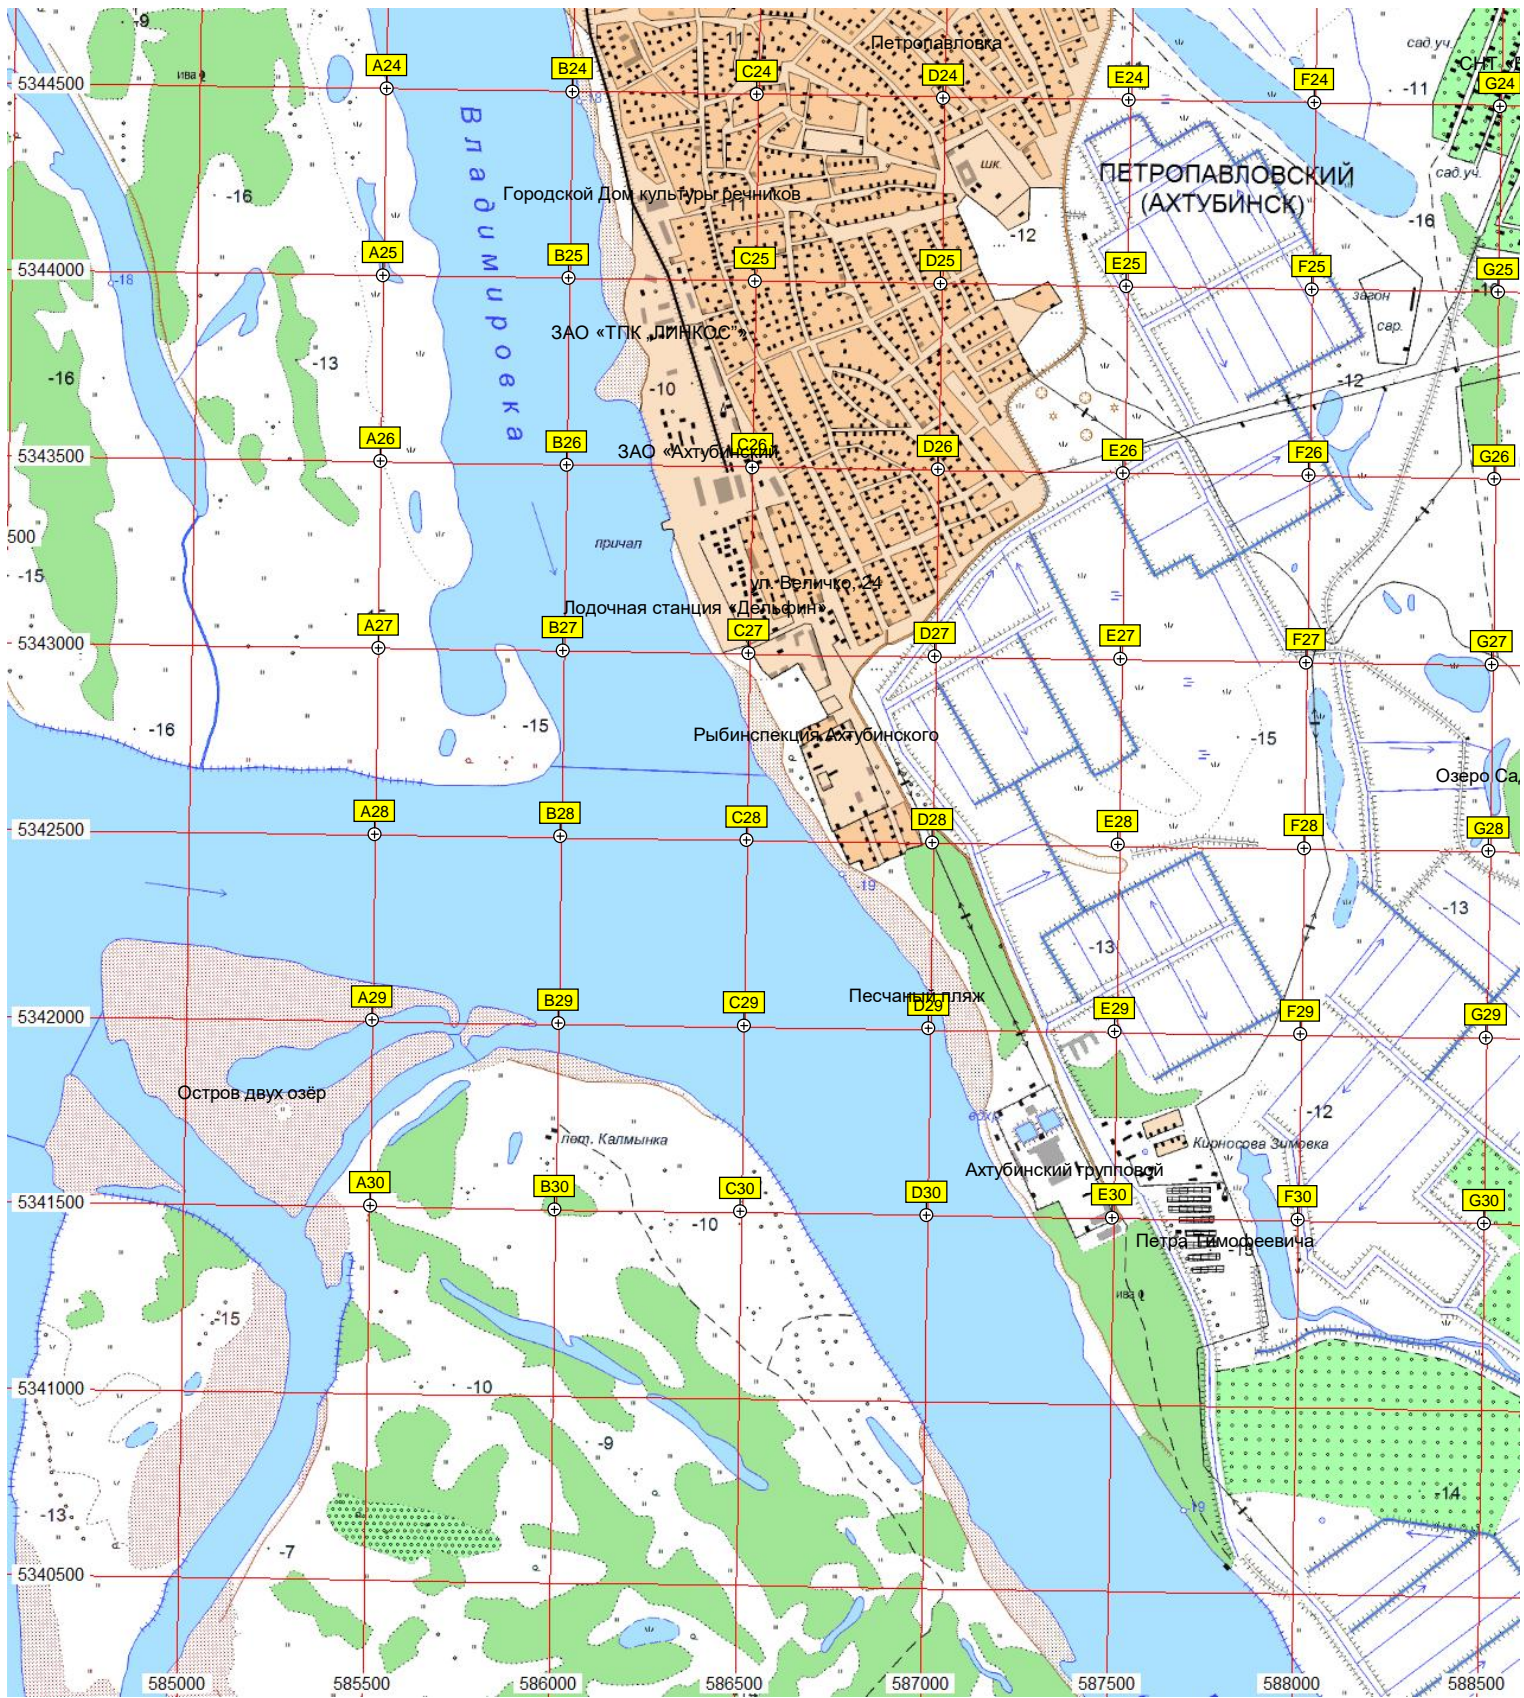 -9
-11
Петропавловка
сад.уч.
СНТ «В
ива
A24
B24
C24
D24
E24
F24
G24
5344500
-18
-11
Владимировка
-16
Городской Дом культуры речников
-11
шк.
ПЕТРОПАВЛОВСКИЙ
(АХТУБИНСК)
сад.уч.
-16
-12
A25
B25
C25
D25
E25
F25
G25
5344000
-18
-16
загон
сар.
ЗАО «ТПК „ЛИНКОС”»
-13
-16
-10
-12
A26
B26
C26
D26
E26
F26
G26
5343500
ЗАО «Ахтубинский
500
причал
-15
ул. Величко, 24
Лодочная станция «Дельфин»
-15
A27
B27
C27
D27
E27
F27
G27
5343000
-16
-15
Рыбинспекция Ахтубинского
-15
Озеро Са
A28
B28
C28
D28
E28
F28
G28
5342500
-19
-13
-13
Песчаный пляж
A29
B29
C29
D29
E29
F29
G29
5342000
Е
Остров двух озёр
вдхр.
-12
лет. Калмынка
Кирносова Зимовка
Ахтубинский групповой
A30
B30
C30
D30
E30
F30
G30
5341500
-10
Петра Тимофеевича
-15
ива
-15
5341000
-10
-9
-13
-19
-14
-7
5340500
585000
585500
586000
586500
587000
587500
588000
588500